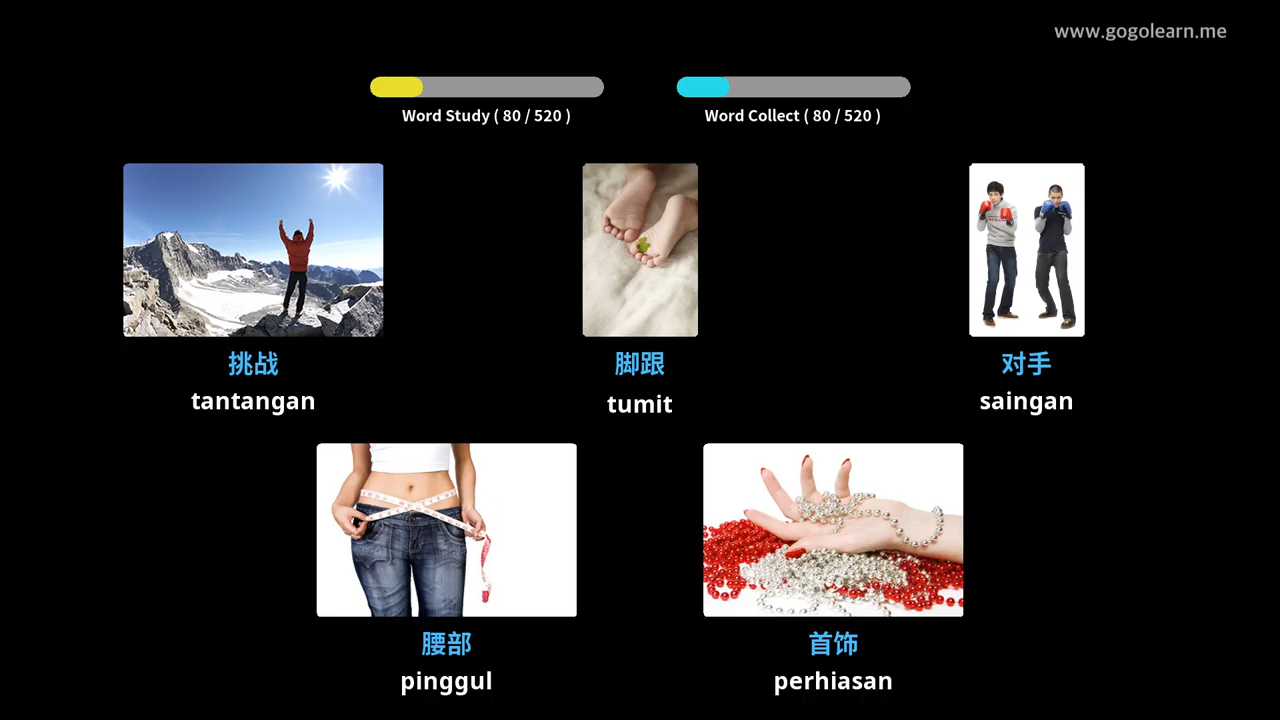 www.gogolearn.me
Word Study ( 80 / 520 )
Word Collect ( 80 / 520 )
挑战
tantangan
脚跟
tumit
对手
saingan
腰部
pinggul
首饰
perhiasan